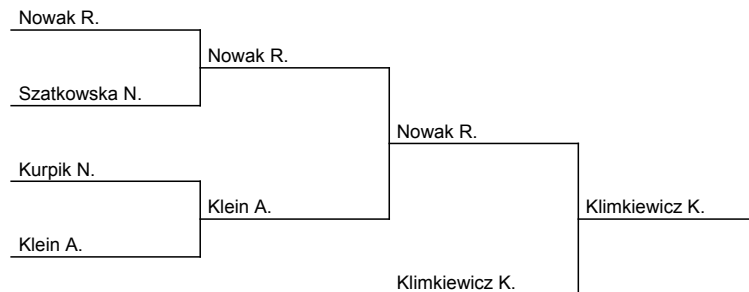 Nowak R.
Nowak R.
Szatkowska N.
Nowak R.
Kurpik N.
Klein A.
Klimkiewicz K.
Klein A.
Klimkiewicz K.